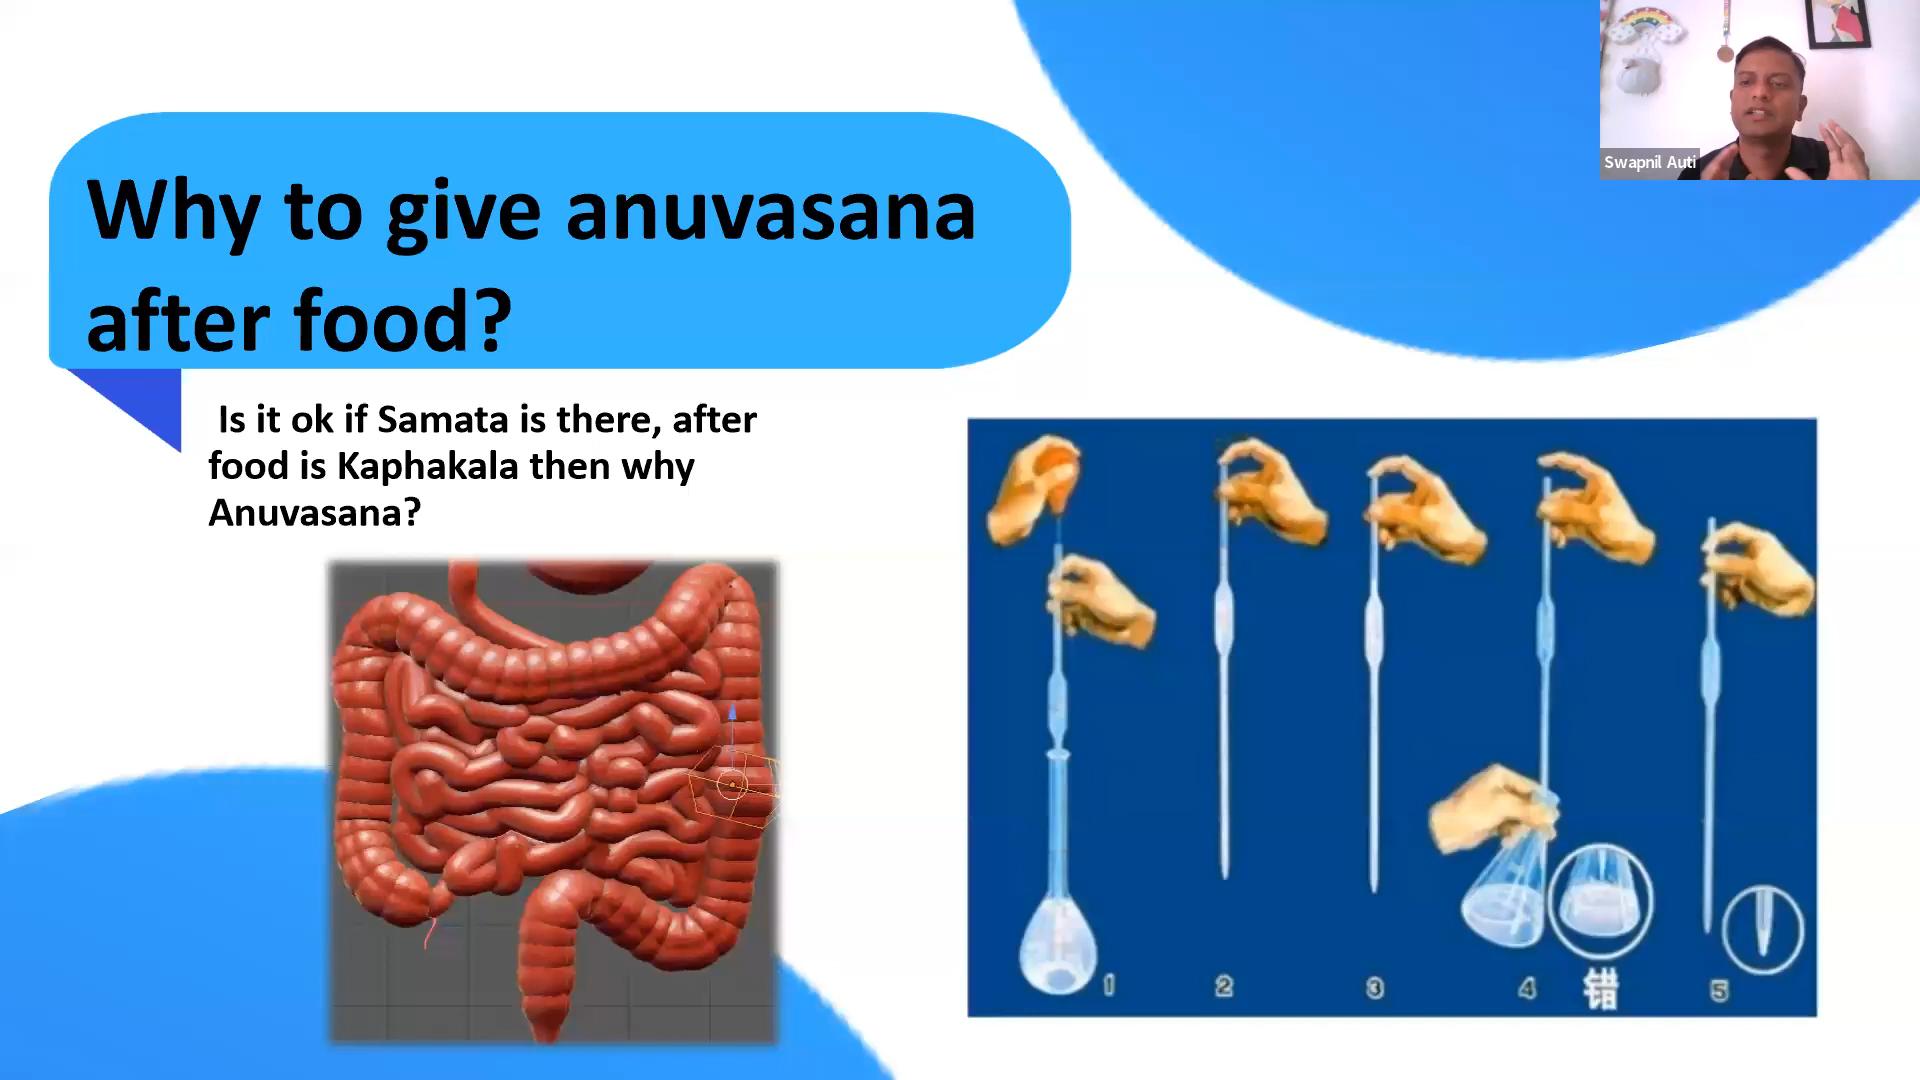 Swapnil Auti
Why to give anuvasana
after food?
Is it ok if Samata is there, after
food is Kaphakala then why
Anuvasana?
1
2
3
4
错
5